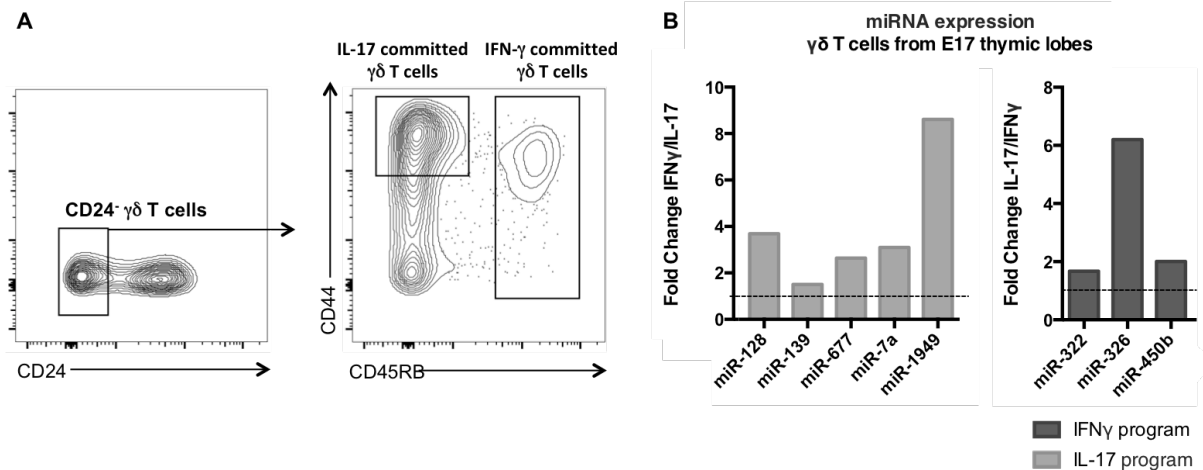 A
IL-17 committed
γδ T cells
IFN-γ committed
γδ T cells
CD24⁻ γδ T cells
CD24
CD44
CD45RB
B
miRNA expression
γδ T cells from E17 thymic lobes
Fold Change IFNγ/IL-17
10
8
6
4
2
0
miR-128
miR-139
miR-677
miR-7a
miR-1949
Fold Change IL-17/IFNγ
8
6
4
2
0
miR-322
miR-326
miR-450b
IFNγ program
IL-17 program